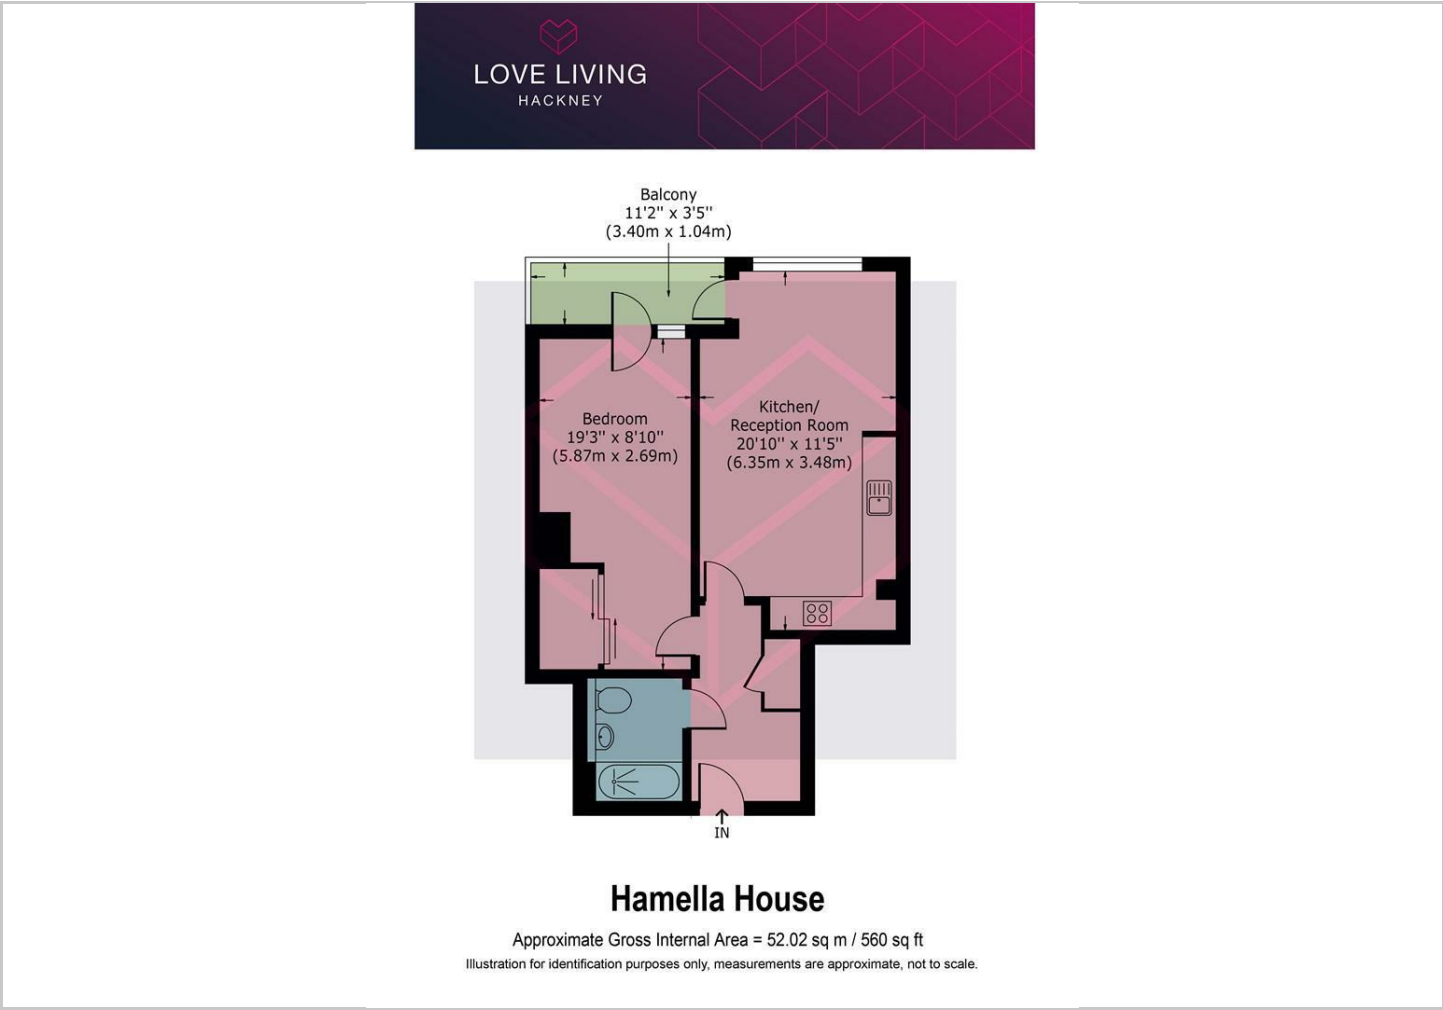 LOVE LIVING
HACKNEY
Balcony
11'2'' x 3'5''
(3.40m x 1.04m)
Bedroom
19'3'' x 8'10''
(5.87m x 2.69m)
Kitchen/
Reception Room
20'10'' x 11'5''
(6.35m x 3.48m)
IN
Hamella House
Approximate Gross Internal Area = 52.02 sq m / 560 sq ft
Illustration for identification purposes only, measurements are approximate, not to scale.